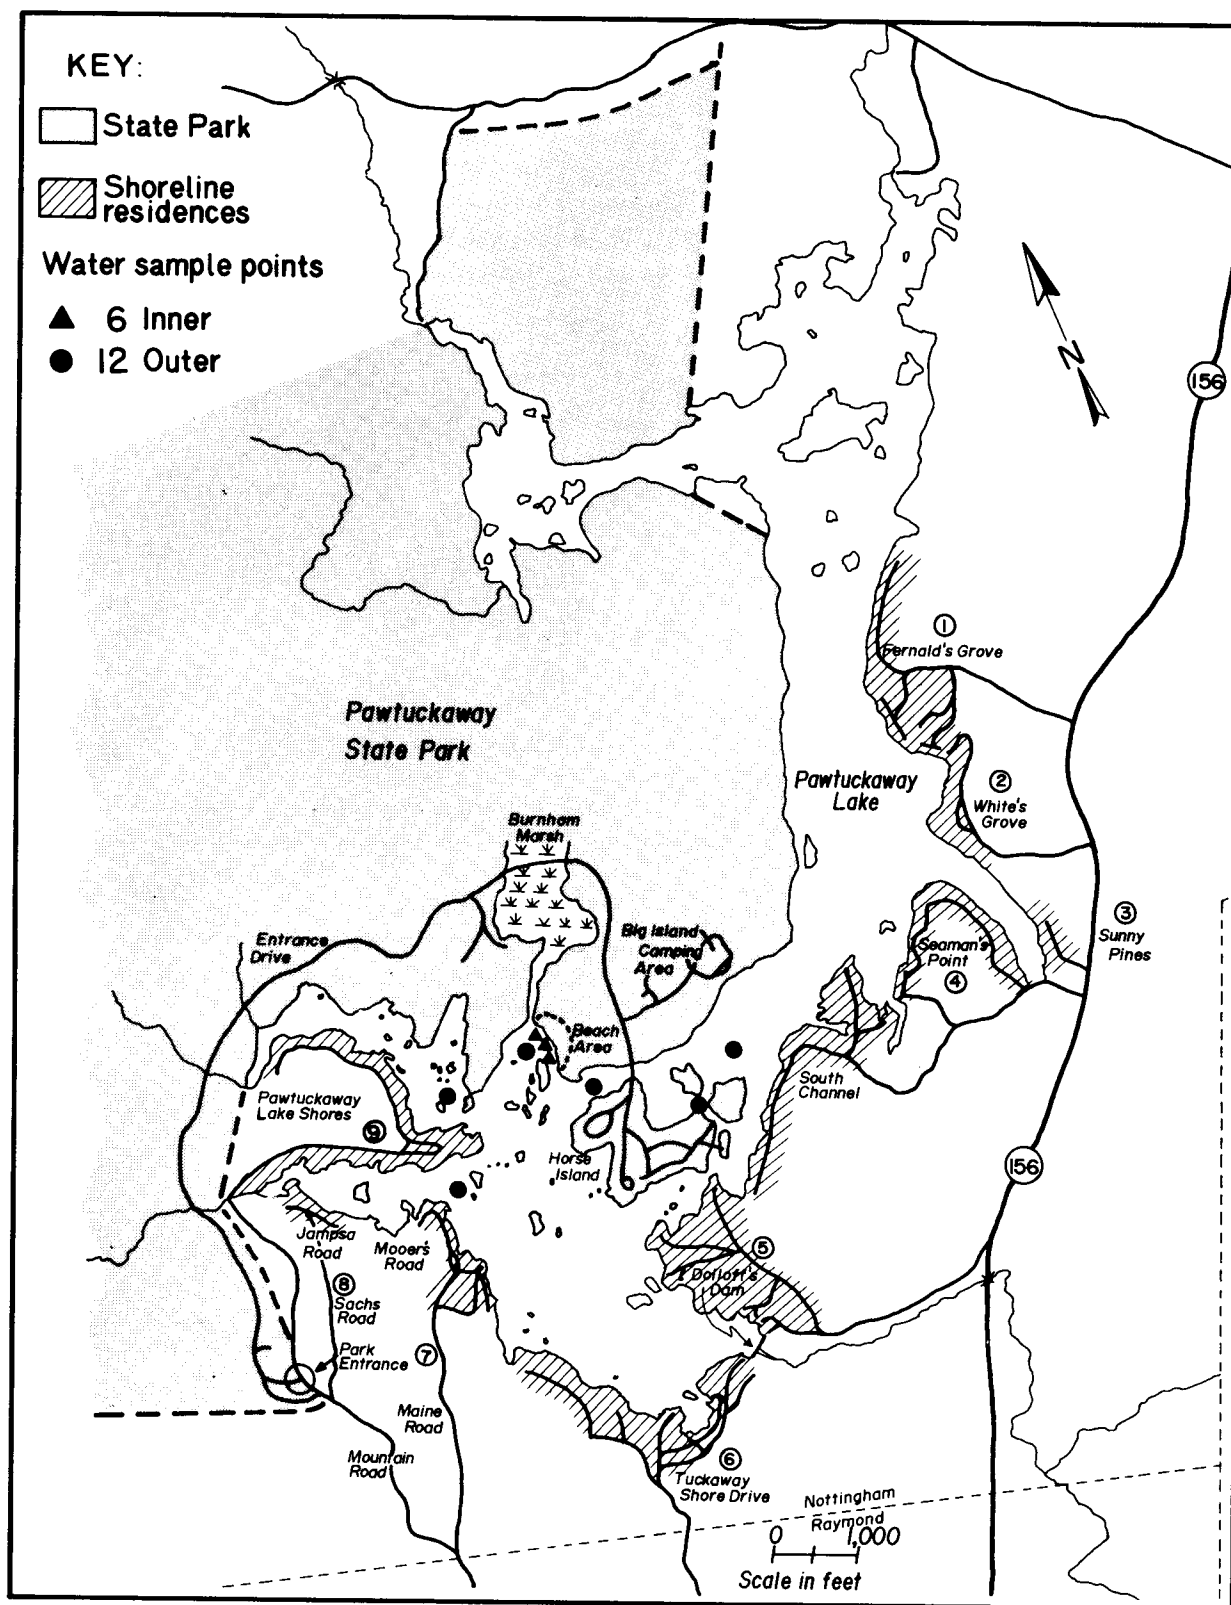 KEY:
State Park
Shoreline
residences
Water sample points
6 Inner
12 Outer
N
156
1
Fernald's Grove
Pawtuckaway
State Park
Pawtuckaway
Lake
2
White's
Grove
Burnham
Marsh
3
Sunny
Pines
Entrance
Drive
Big Island
Camping
Area
Seaman's
Point
4
Beach
Area
South
Channel
Pawtuckaway
Lake Shores
9
Horse
Island
156
Jampsa
Road
Mooer's
Road
5
Dollott's
Dam
8
Sachs
Road
Park
Entrance
7
Maine
Road
Mountain
Road
6
Tuckaway
Shore Drive
Nottingham
Raymond
0 1,000
Scale in feet